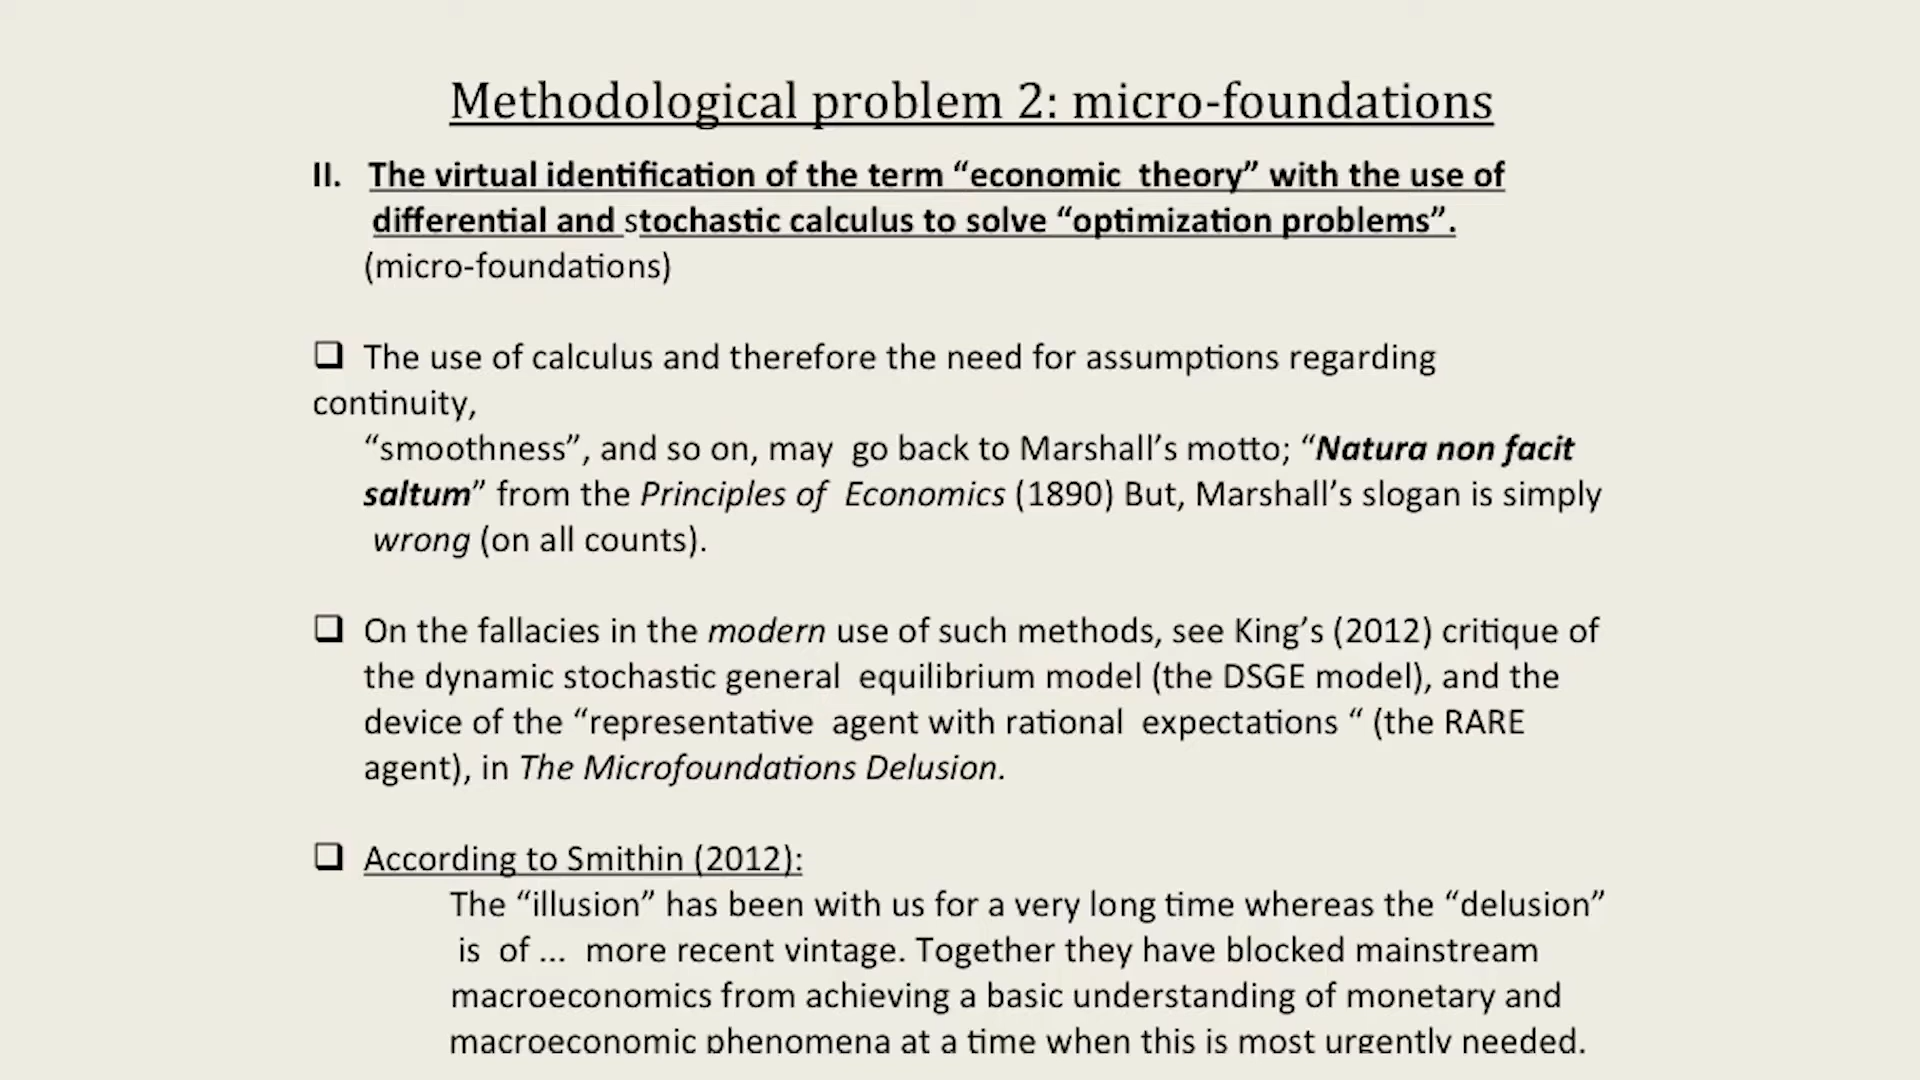 Methodological problem 2: micro-foundations
II. The virtual identification of the term “economic theory” with the use of
differential and stochastic calculus to solve “optimization problems”.
(micro-foundations)
❑ The use of calculus and therefore the need for assumptions regarding
continuity,
“smoothness”, and so on, may go back to Marshall’s motto; “Natura non facit
saltum” from the Principles of Economics (1890) But, Marshall’s slogan is simply
wrong (on all counts).
❑ On the fallacies in the modern use of such methods, see King’s (2012) critique of
the dynamic stochastic general equilibrium model (the DSGE model), and the
device of the “representative agent with rational expectations “ (the RARE
agent), in The Microfoundations Delusion.
❑ According to Smithin (2012):
The “illusion” has been with us for a very long time whereas the “delusion”
is of ... more recent vintage. Together they have blocked mainstream
macroeconomics from achieving a basic understanding of monetary and
macroeconomic phenomena at a time when this is most urgently needed.